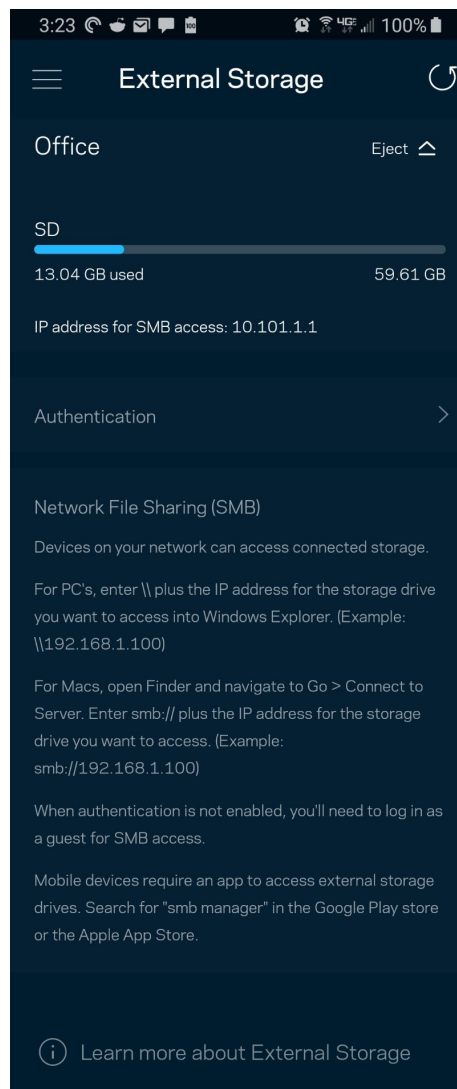 3:23 100%
External Storage
Office Eject
SD
13.04 GB used 59.61 GB
IP address for SMB access: 10.101.1.1
Authentication
Network File Sharing (SMB)
Devices on your network can access connected storage.
For PC's, enter \\ plus the IP address for the storage drive
you want to access into Windows Explorer. (Example:
\\192.168.1.100)
For Macs, open Finder and navigate to Go > Connect to
Server. Enter smb:// plus the IP address for the storage
drive you want to access. (Example:
smb://192.168.1.100)
When authentication is not enabled, you'll need to log in as
a guest for SMB access.
Mobile devices require an app to access external storage
drives. Search for "smb manager" in the Google Play store
or the Apple App Store.
Learn more about External Storage